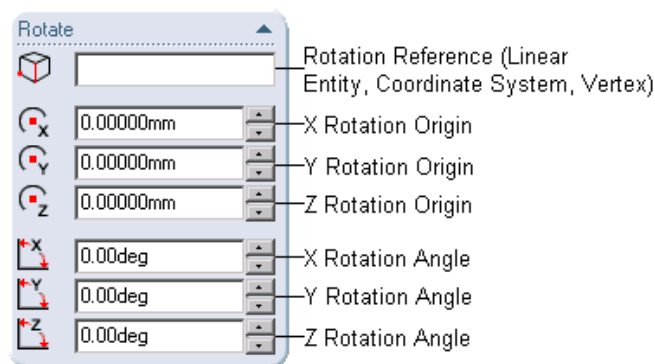 Rotate
Rotation Reference (Linear
Entity, Coordinate System, Vertex)
X 0.00000mm X Rotation Origin
Y 0.00000mm Y Rotation Origin
Z 0.00000mm Z Rotation Origin
X 0.00deg X Rotation Angle
Y 0.00deg Y Rotation Angle
Z 0.00deg Z Rotation Angle